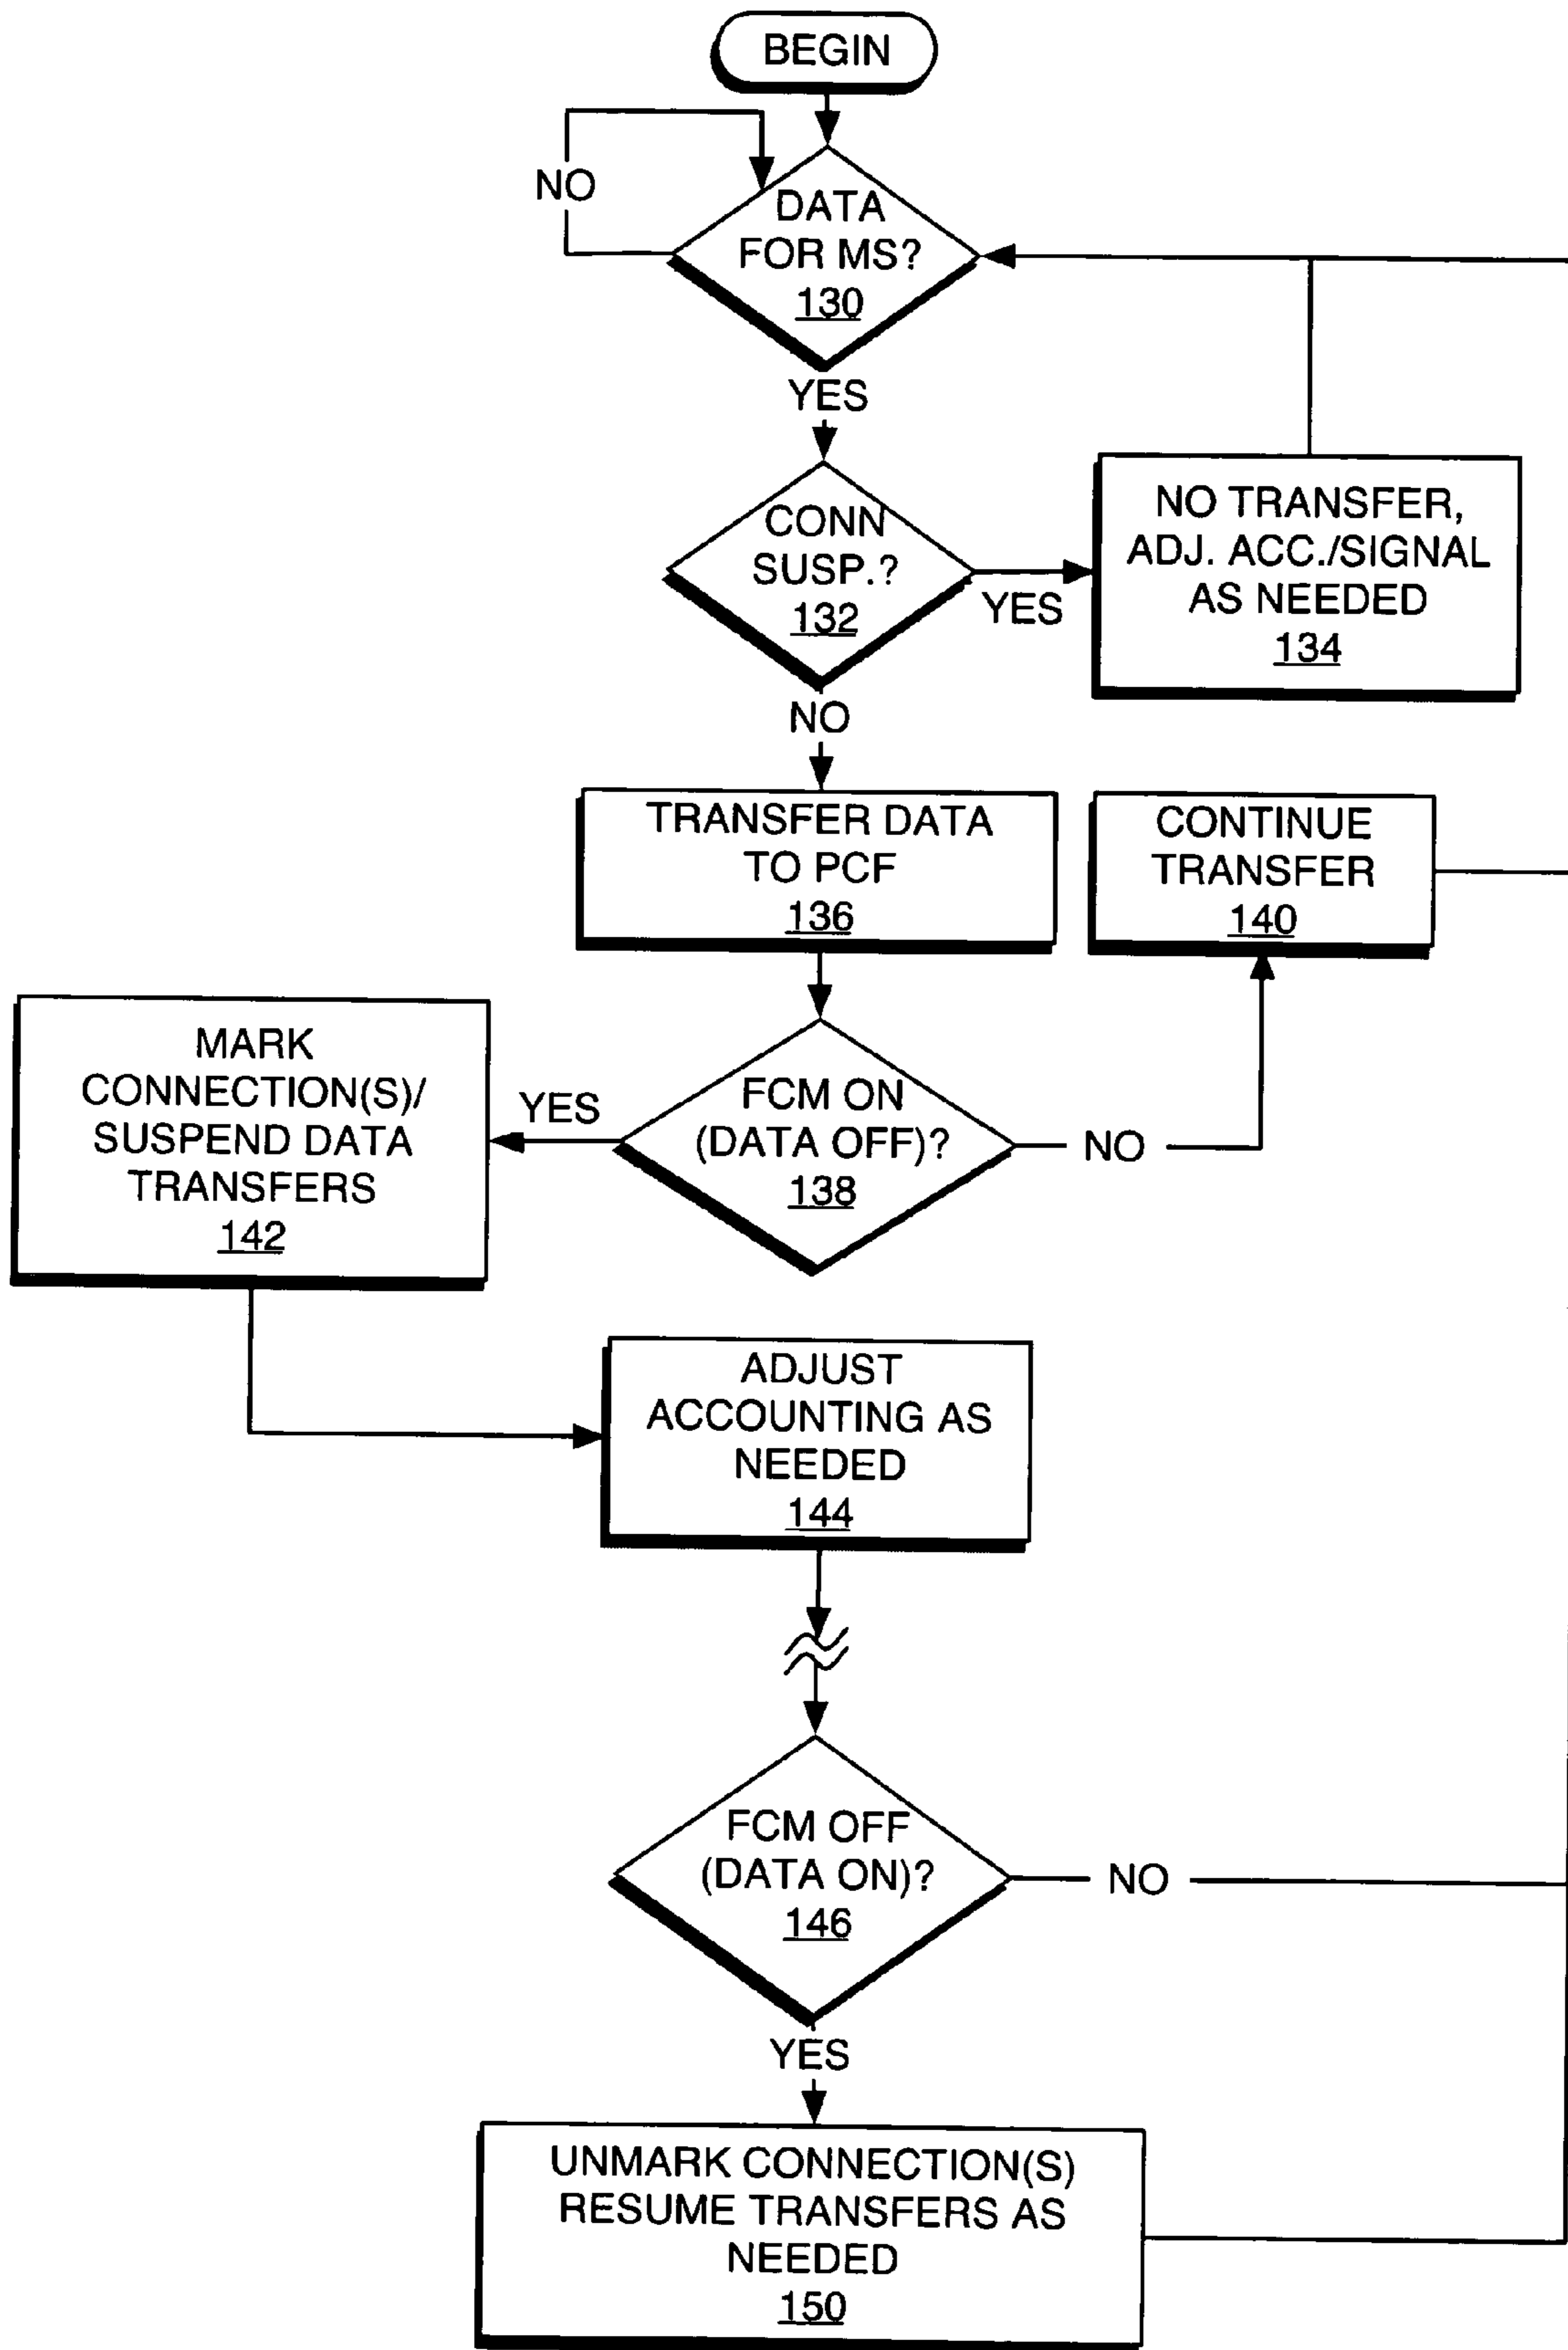 BEGIN
NO
DATA
FOR MS?
130
YES
CONN
SUSP.?
132
YES
NO TRANSFER,
ADJ. ACC./SIGNAL
AS NEEDED
134
NO
TRANSFER DATA
TO PCF
136
CONTINUE
TRANSFER
140
MARK
CONNECTION(S)/
SUSPEND DATA
TRANSFERS
142
YES
FCM ON
(DATA OFF)?
138
NO
ADJUST
ACCOUNTING AS
NEEDED
144
FCM OFF
(DATA ON)?
146
NO
YES
UNMARK CONNECTION(S)
RESUME TRANSFERS AS
NEEDED
150